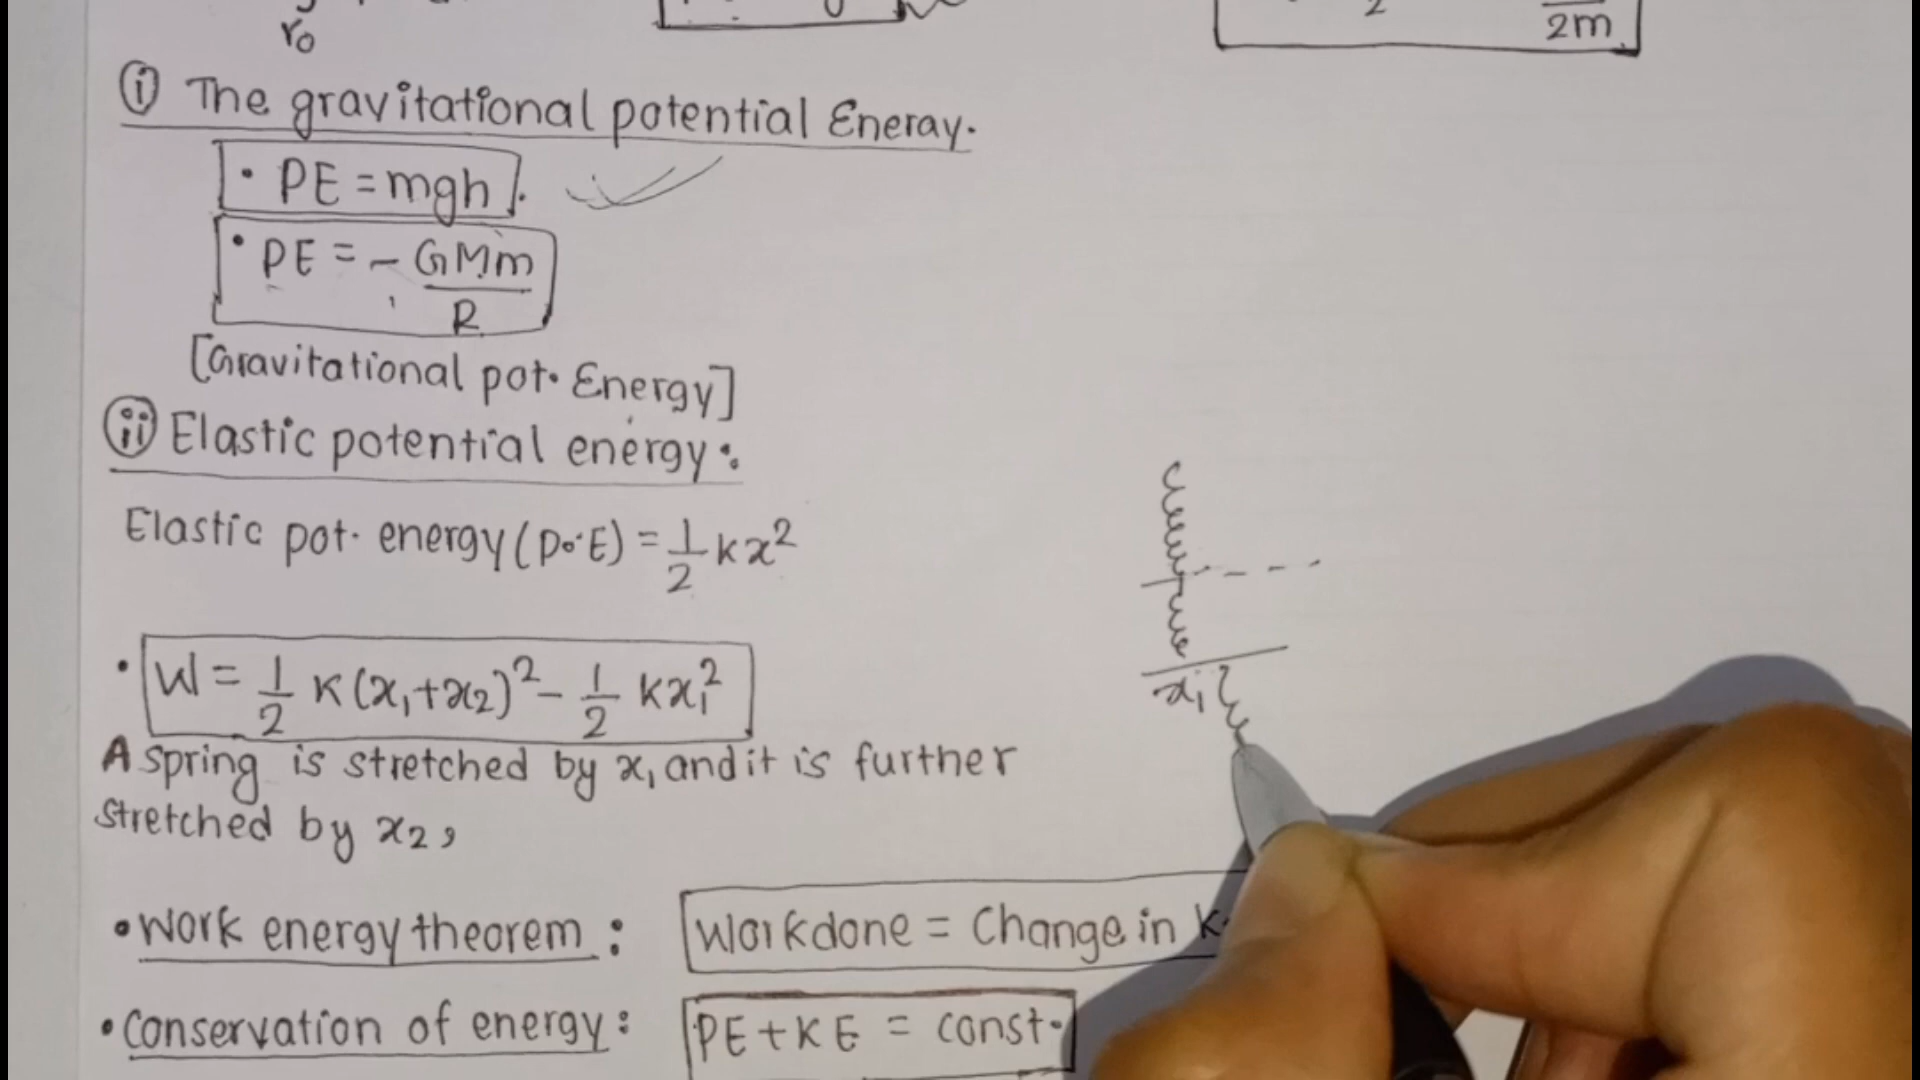 r0
2
2m
(i) The gravitational potential Eneray.
• PE = mgh
• PE = - GMm/R
[Gravitational pot. Energy]
(ii) Elastic potential energy:
Elastic pot. energy (P.E) = 1/2 kx²
• W = 1/2 K(x₁+x₂)² - 1/2 kx₁²
A spring is stretched by x₁ and it is further
stretched by x₂,
x₁
• Work energy theorem : Workdone = Change in K.
• Conservation of energy: PE + KE = const.